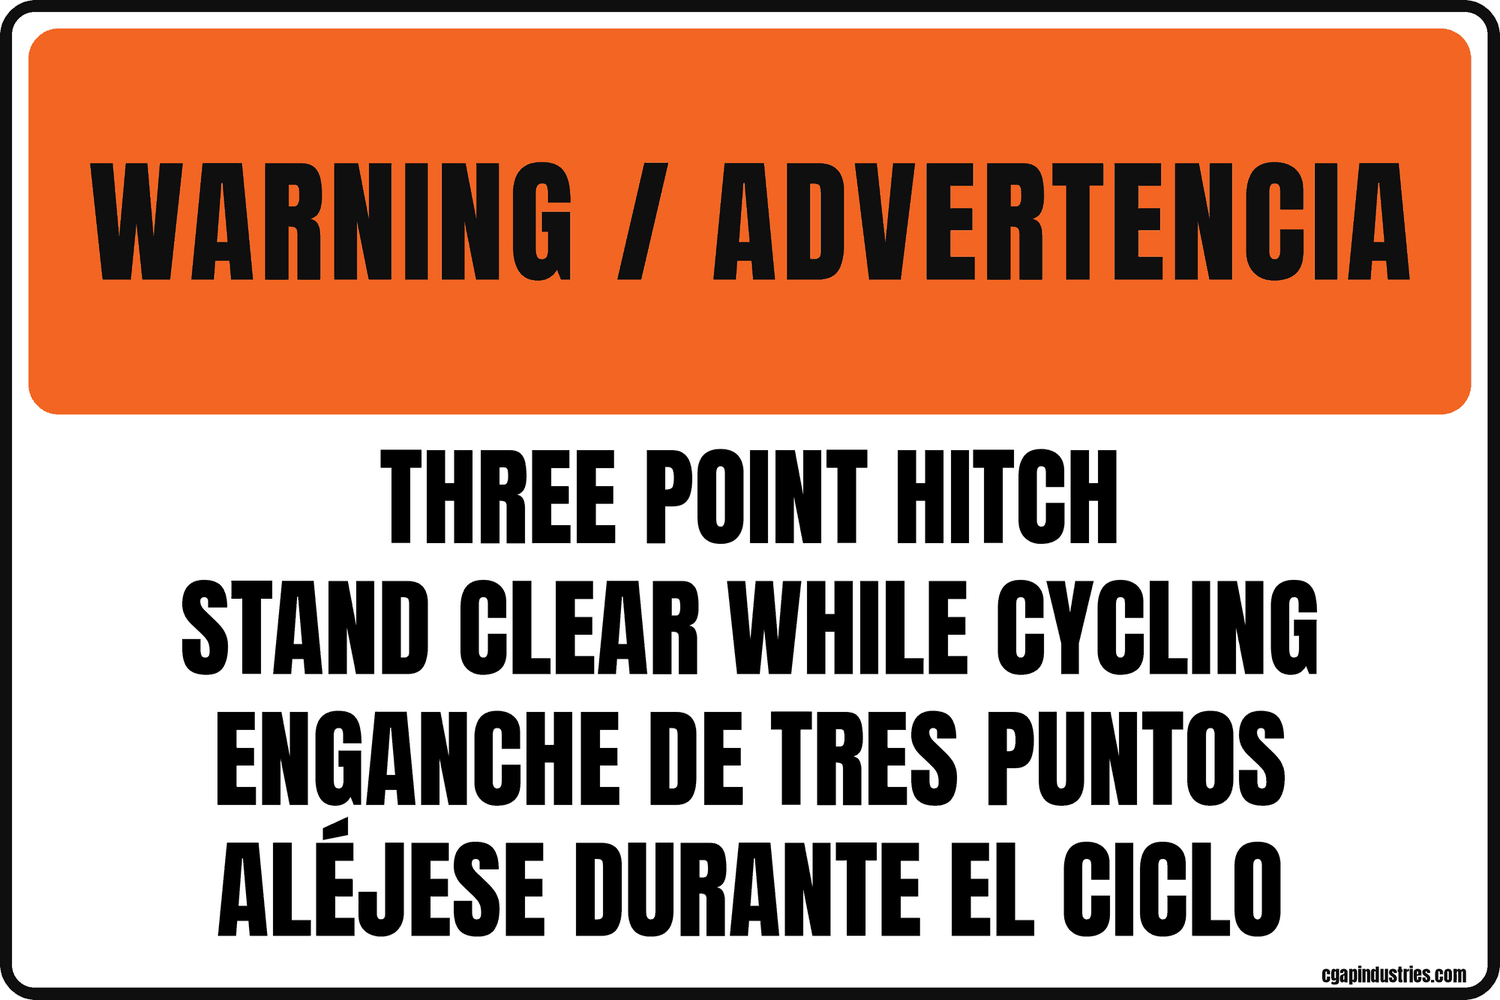 WARNING / ADVERTENCIA
THREE POINT HITCH
STAND CLEAR WHILE CYCLING
ENGANCHE DE TRES PUNTOS
ALÉJESE DURANTE EL CICLO
cgapindustries.com